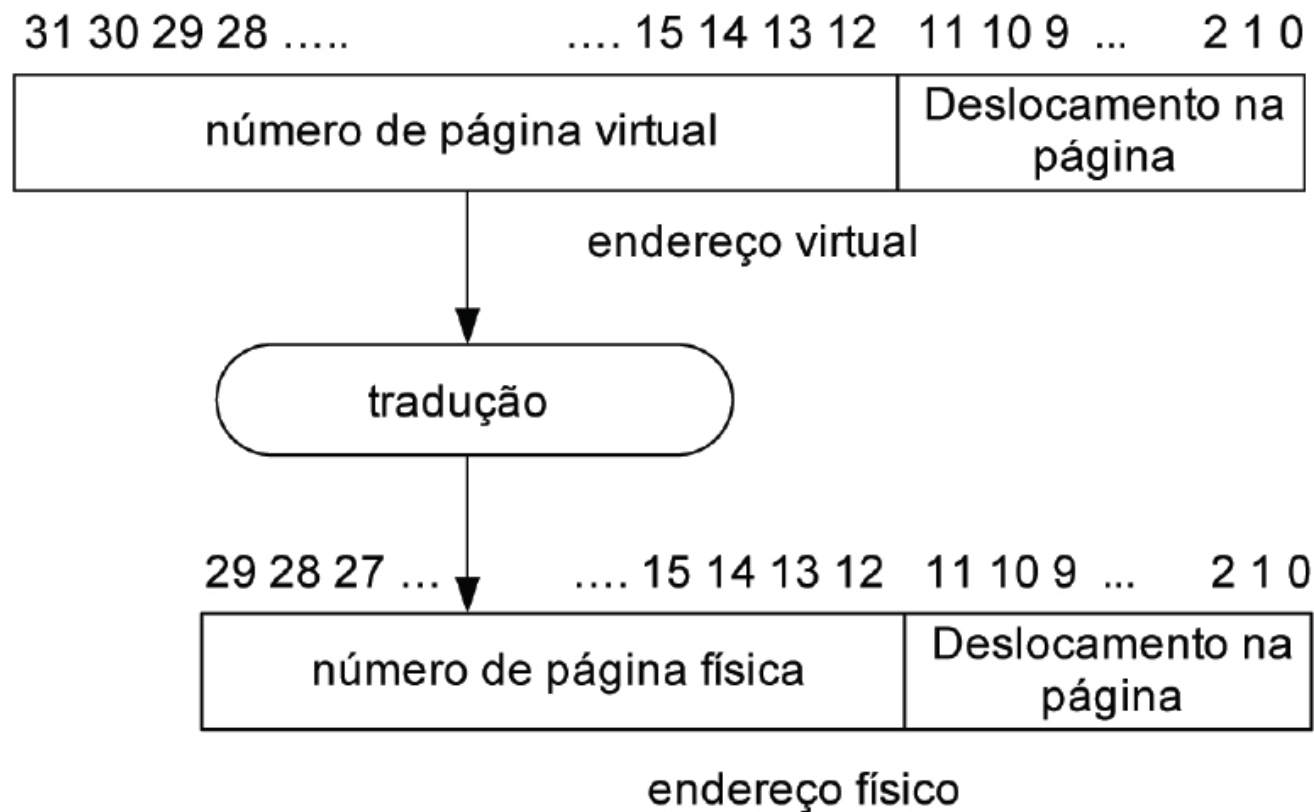 31 30 29 28 ..... .... 15 14 13 12 11 10 9 ... 2 1 0
número de página virtual
Deslocamento na
página
endereço virtual
tradução
29 28 27 ... .... 15 14 13 12 11 10 9 ... 2 1 0
número de página física
Deslocamento na
página
endereço físico